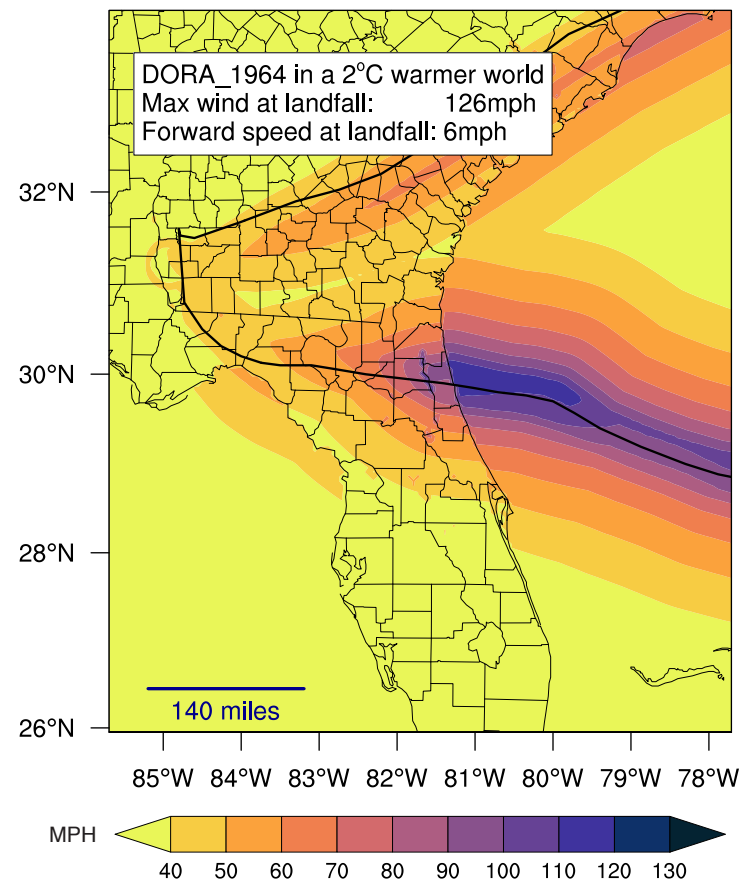 DORA_1964 in a 2°C warmer world
Max wind at landfall: 126mph
Forward speed at landfall: 6mph
32°N
30°N
28°N
26°N
140 miles
85°W 84°W 83°W 82°W 81°W 80°W 79°W 78°W
MPH
40 50 60 70 80 90 100 110 120 130